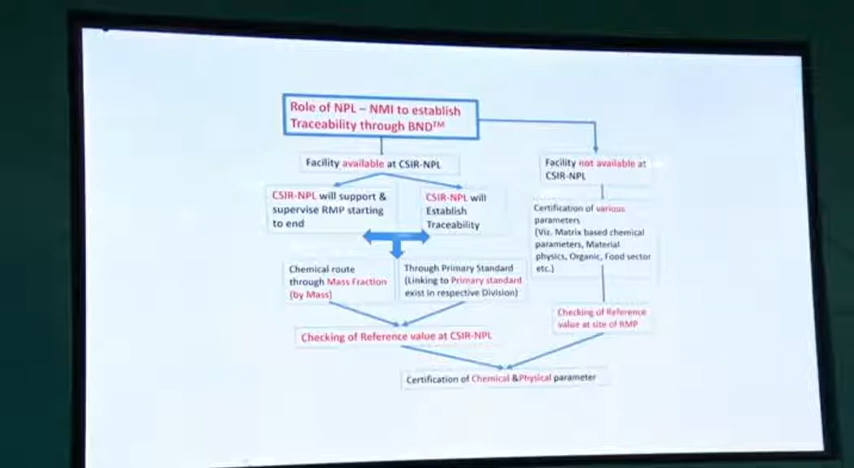 Role of NPL – NMI to establish
Traceability through BND™
Facility available at CSIR-NPL
Facility not available at
CSIR-NPL
CSIR-NPL will support &
supervise RMP starting
to end
CSIR-NPL will
Establish
Traceability
Certification of various
parameters
(Viz. Matrix based chemical
parameters, Material
physics, Organic, Food sector
etc.)
Chemical route
through Mass Fraction
(by Mass)
Through Primary Standard
(Linking to Primary standard
exist in respective Division)
Checking of Reference
value at site of RMP
Checking of Reference value at CSIR-NPL
Certification of Chemical &Physical parameter